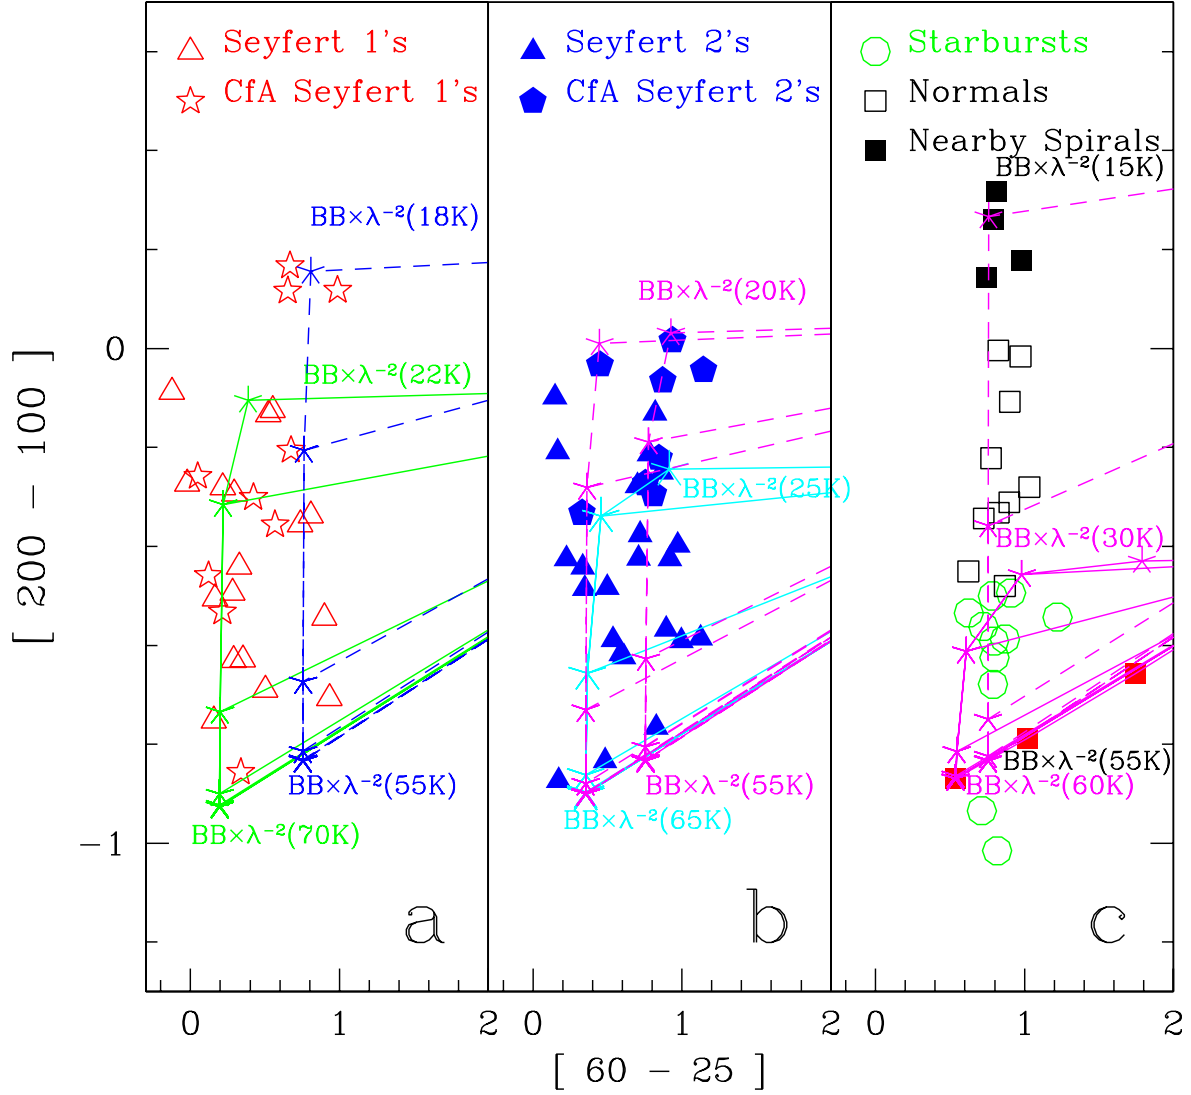 Seyfert 1's
CfA Seyfert 1's
Seyfert 2's
CfA Seyfert 2's
Starbursts
Normals
Nearby Spirals
BB×λ⁻²(15K)
BB×λ⁻²(18K)
BB×λ⁻²(20K)
BB×λ⁻²(22K)
BB×λ⁻²(25K)
BB×λ⁻²(30K)
BB×λ⁻²(55K)
BB×λ⁻²(55K)
BB×λ⁻²(55K)
BB×λ⁻²(60K)
BB×λ⁻²(65K)
BB×λ⁻²(70K)
0
−1
[ 200 − 100 ]
a
b
c
0 1 2 0 1 2 0 1 2
[ 60 − 25 ]